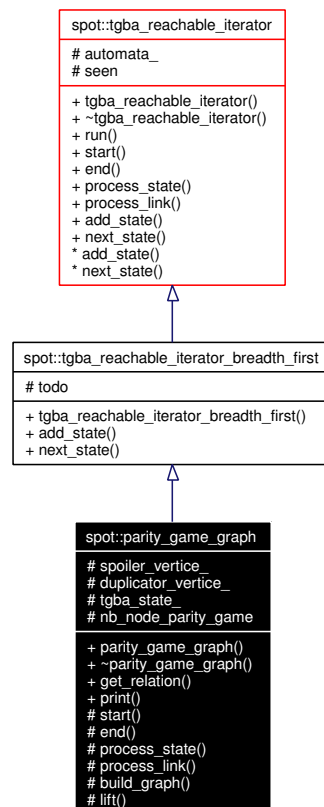 spot::tgba_reachable_iterator
# automata_
# seen
+ tgba_reachable_iterator()
+ ~tgba_reachable_iterator()
+ run()
+ start()
+ end()
+ process_state()
+ process_link()
+ add_state()
+ next_state()
* add_state()
* next_state()
spot::tgba_reachable_iterator_breadth_first
# todo
+ tgba_reachable_iterator_breadth_first()
+ add_state()
+ next_state()
spot::parity_game_graph
# spoiler_vertice_
# duplicator_vertice_
# tgba_state_
# nb_node_parity_game
+ parity_game_graph()
+ ~parity_game_graph()
+ get_relation()
+ print()
# start()
# end()
# process_state()
# process_link()
# build_graph()
# lift()